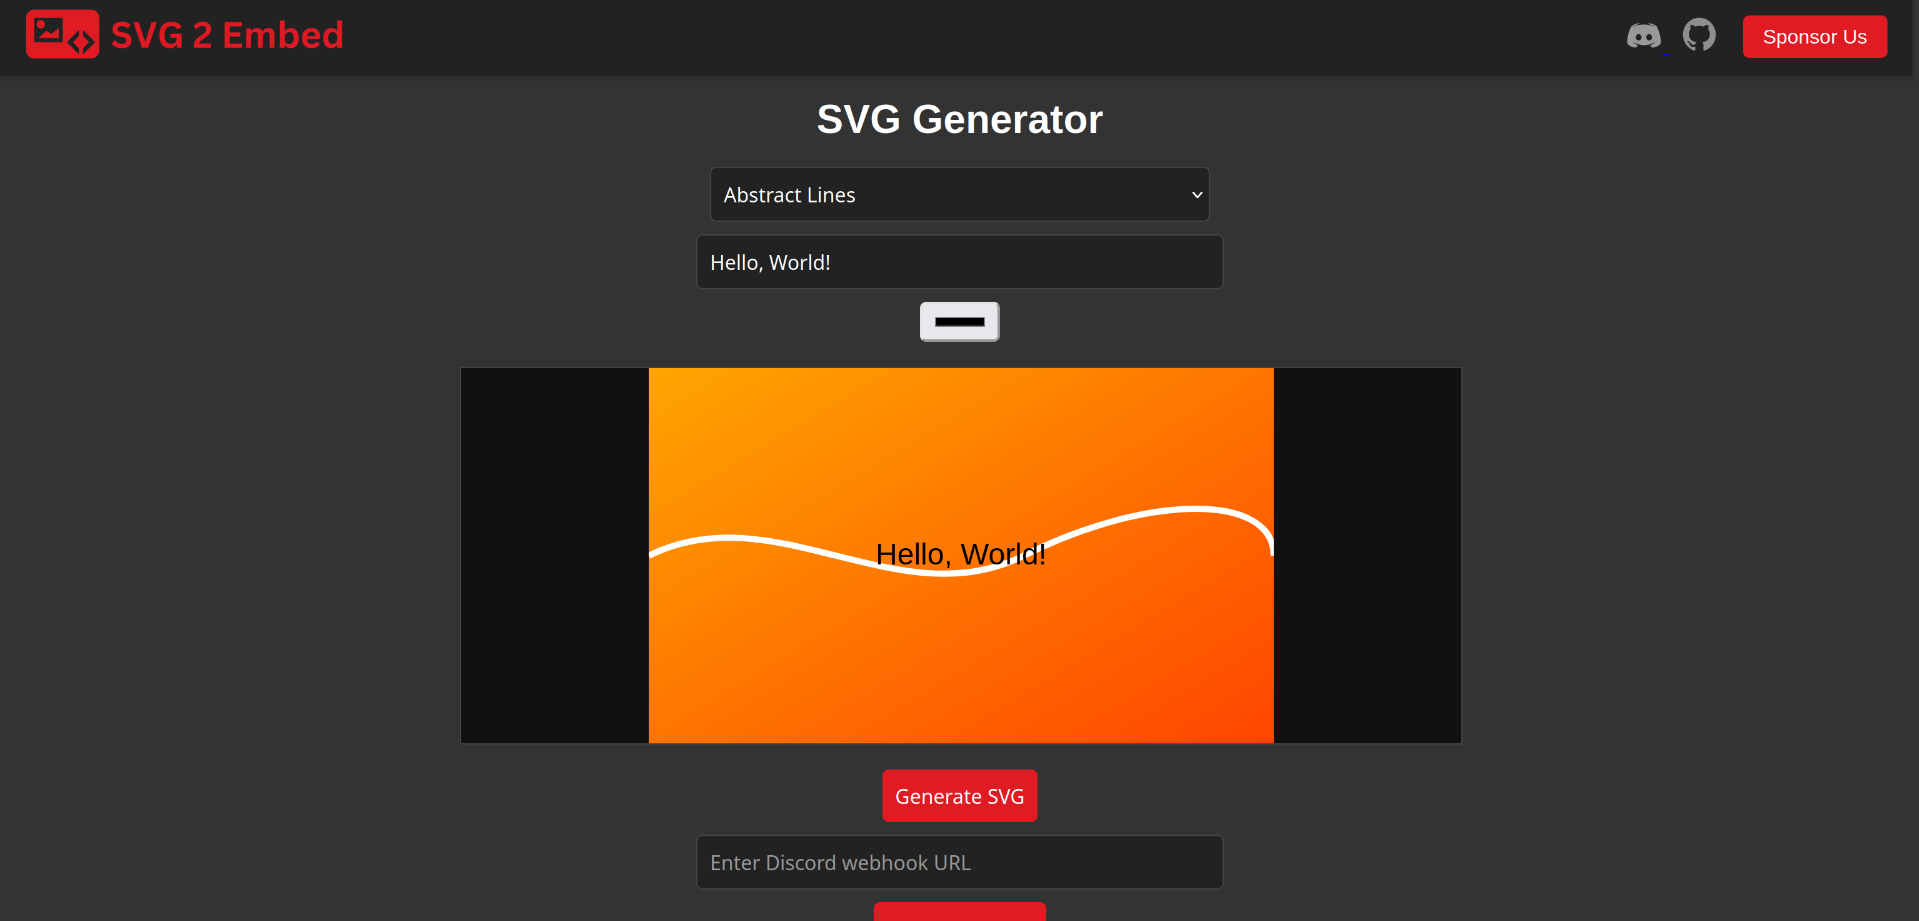 SVG 2 Embed
Sponsor Us
SVG Generator
Abstract Lines
Hello, World!
Hello, World!
Generate SVG
Enter Discord webhook URL